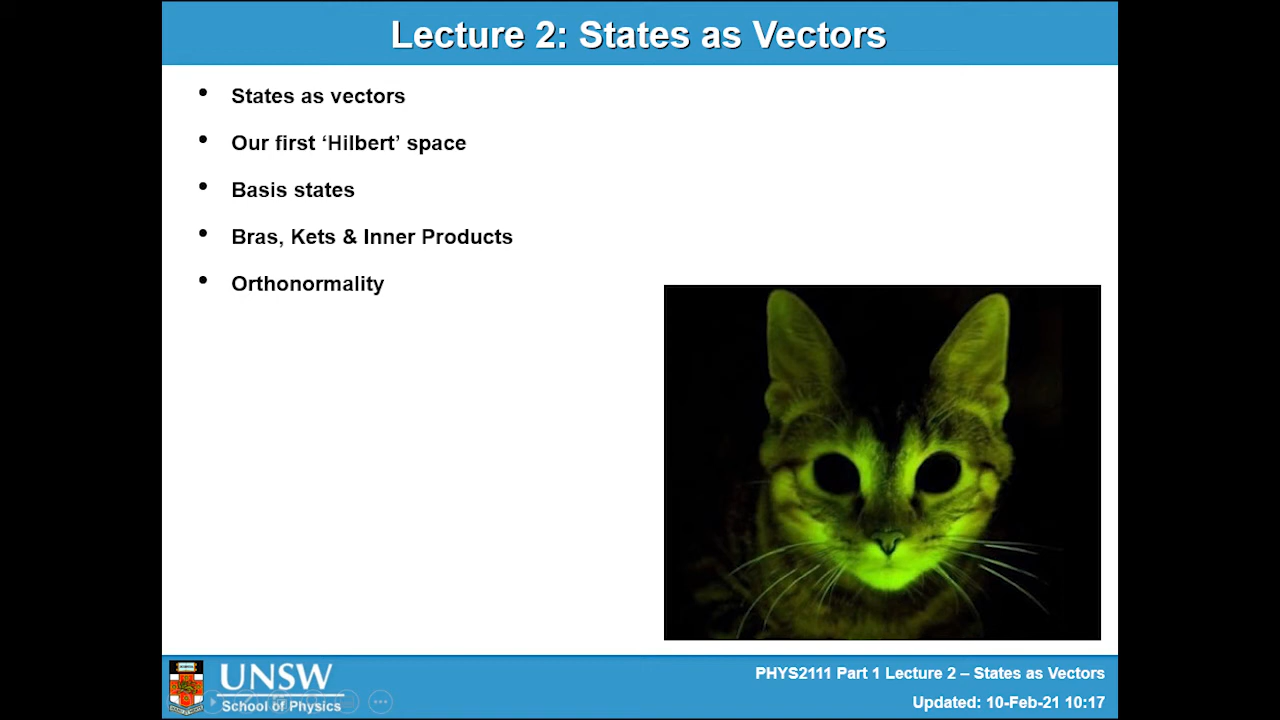 Lecture 2: States as Vectors
• States as vectors
• Our first ‘Hilbert’ space
• Basis states
• Bras, Kets & Inner Products
• Orthonormality
UNSW
School of Physics
PHYS2111 Part 1 Lecture 2 – States as Vectors
Updated: 10-Feb-21 10:17